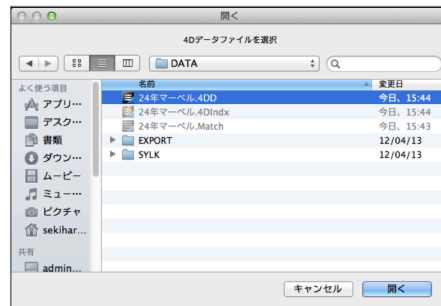 開く
4Dデータファイルを選択
DATA
よく使う項目
アプリ…
デスク…
書類
ダウン…
ムービー
ミュー…
ピクチャ
sekihar...
共有
admin...
名前 変更日
24年マーベル.4DD 今日、15:44
24年マーベル.4DIndx 今日、15:44
24年マーベル.Match 今日、15:43
EXPORT 12/04/13
SYLK 12/04/13
キャンセル 開く